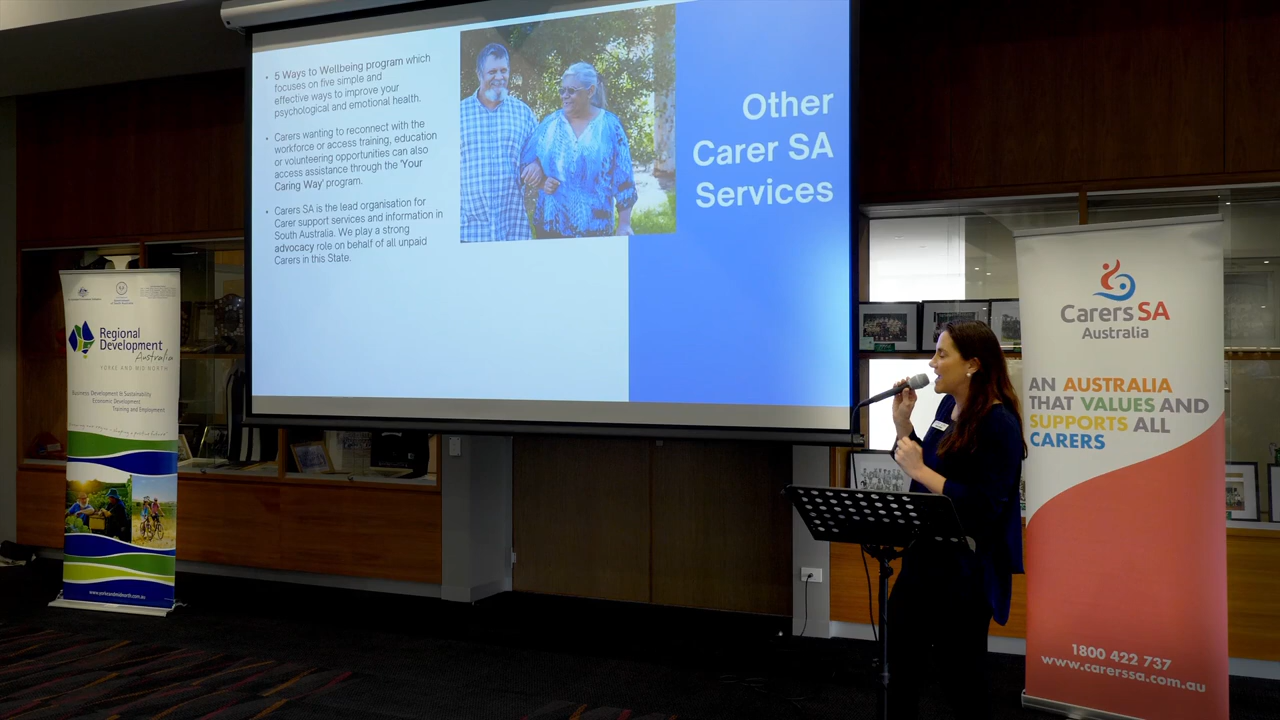 • 5 Ways to Wellbeing program which
focuses on five simple and
effective ways to improve your
psychological and emotional health.
• Carers wanting to reconnect with the
workforce or access training, education
or volunteering opportunities can also
access assistance through the 'Your
Caring Way' program.
• Carers SA is the lead organisation for
Carer support services and information in
South Australia. We play a strong
advocacy role on behalf of all unpaid
Carers in this State.
Other
Carer SA
Services
Regional
Development
Australia
YORKE AND MID NORTH
Business Development & Sustainability
Economic Development
Training and Employment
www.yorkeandmidnorth.com.au
Carers SA
Australia
AN AUSTRALIA
THAT VALUES AND
SUPPORTS ALL
CARERS
1800 422 737
www.carerssa.com.au